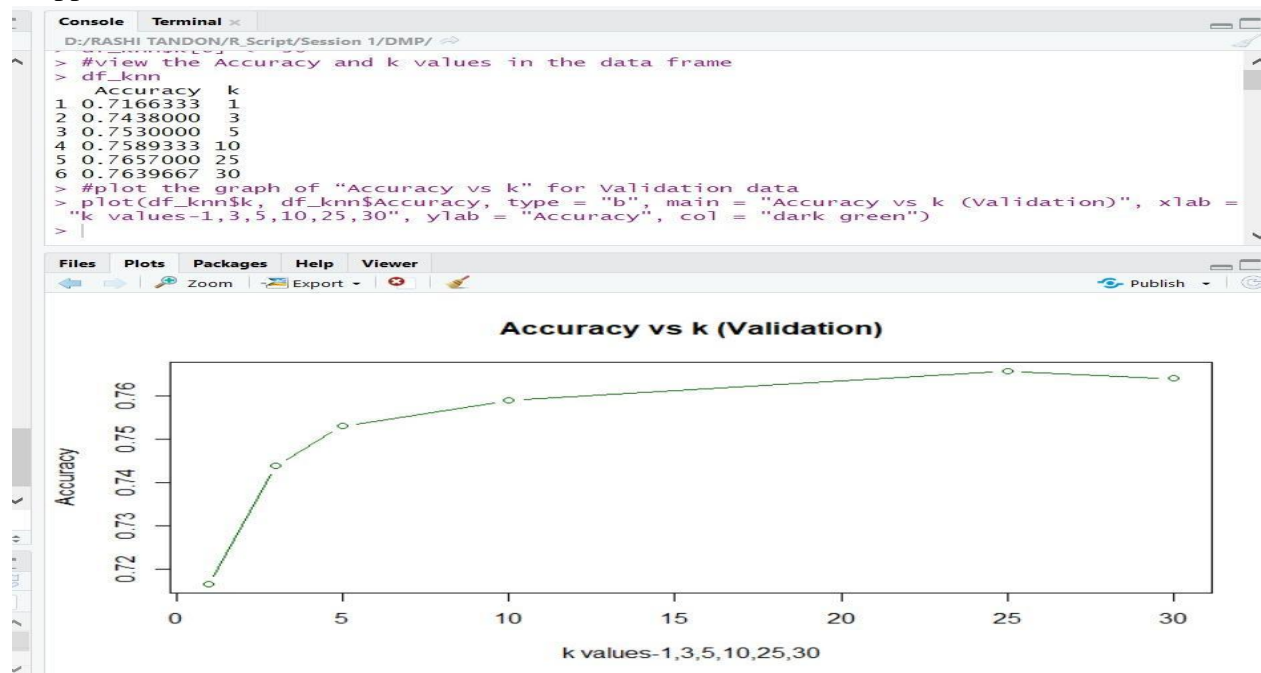 Console Terminal
D:/RASHI TANDON/R_Script/Session 1/DMP/
> #view the Accuracy and k values in the data frame
> df_knn
Accuracy k
1 0.7166333 1
2 0.7438000 3
3 0.7530000 5
4 0.7589333 10
5 0.7657000 25
6 0.7639667 30
> #plot the graph of “Accuracy vs k” for Validation data
> plot(df_knn$k, df_knn$Accuracy, type = "b", main = "Accuracy vs k (Validation)", xlab =
"k values-1,3,5,10,25,30", ylab = "Accuracy", col = "dark green")
>
Files Plots Packages Help Viewer
Zoom Export Publish
Accuracy vs k (Validation)
Accuracy
0.76
0.75
0.74
0.73
0.72
0 5 10 15 20 25 30
k values-1,3,5,10,25,30